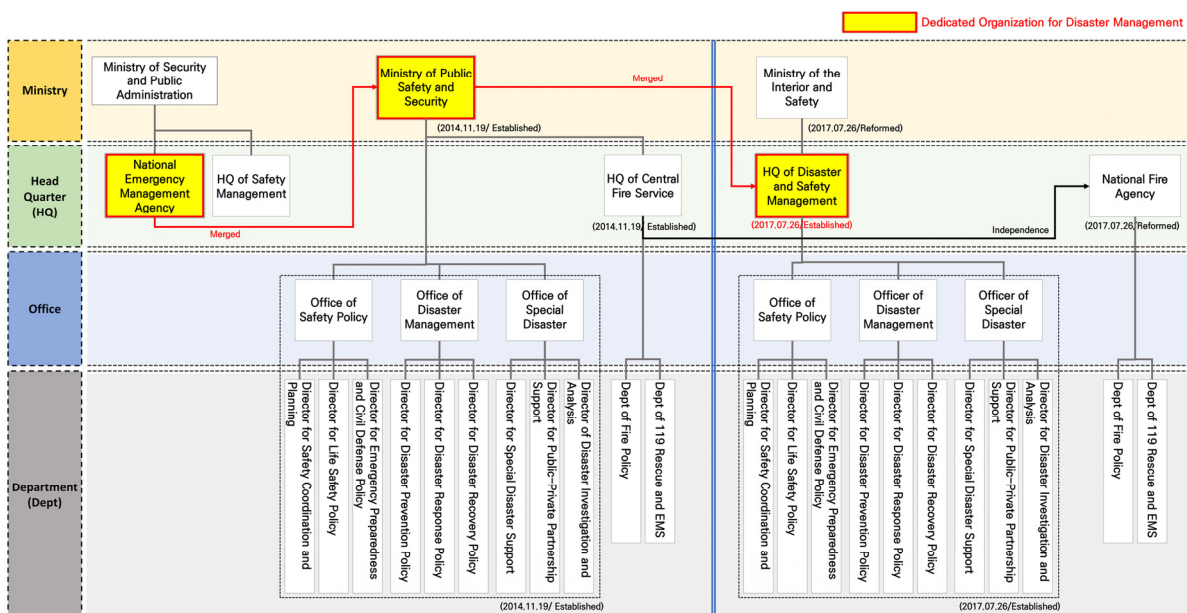 Dedicated Organization for Disaster Management
Ministry
Ministry of Security
and Public
Administration
Ministry of Public
Safety and
Security
(2014.11.19/ Established)
Merged
Ministry of the
Interior and
Safety
(2017.07.26/Reformed)
Head
Quarter
(HQ)
National
Emergency
Management
Agency
Merged
HQ of Safety
Management
HQ of Central
Fire Service
(2014.11.19/ Established)
HQ of Disaster
and Safety
Management
(2017.07.26/Established)
Independence
National Fire
Agency
(2017.07.26/Reformed)
Office
Office of
Safety Policy
Office of
Disaster
Management
Office of
Special
Disaster
Office of
Safety Policy
Officer of
Disaster
Management
Officer of
Special
Disaster
Department
(Dept)
Director for Safety Coordination and
Planning
Director for Life Safety Policy
Director for Emergency Preparedness
and Civil Defense Policy
Director for Disaster Prevention Policy
Director for Disaster Response Policy
Director for Disaster Recovery Policy
Director for Special Disaster Support
Director for Public-Private Partnership
Support
Director of Disaster Investigation and
Analysis
Dept of Fire Policy
Dept of 119 Rescue and EMS
(2014.11.19/ Established)
Director for Safety Coordination and
Planning
Director for Life Safety Policy
Director for Emergency Preparedness
and Civil Defense Policy
Director for Disaster Prevention Policy
Director for Disaster Response Policy
Director for Disaster Recovery Policy
Director for Special Disaster Support
Director for Public-Private Partnership
Support
Director for Disaster Investigation and
Analysis
Dept of Fire Policy
Dept of 119 Rescue and EMS
(2017.07.26/Established)